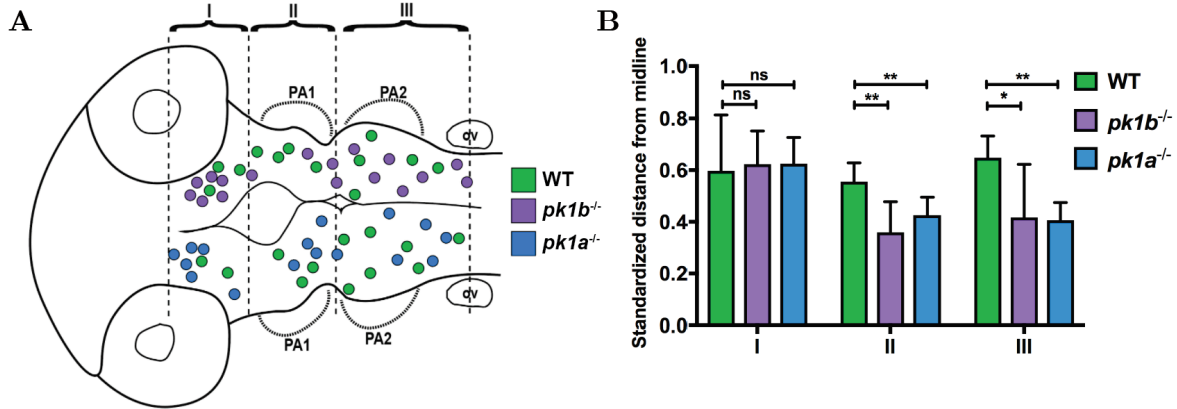 A
I II III
PA1 PA2
ov
WT
pk1b-/-
pk1a-/-
ov
PA1 PA2
B
Standardized distance from midline
1.0
0.8
0.6
0.4
0.2
0.0
ns
ns
**
**
**
*
I II III
WT
pk1b-/-
pk1a-/-